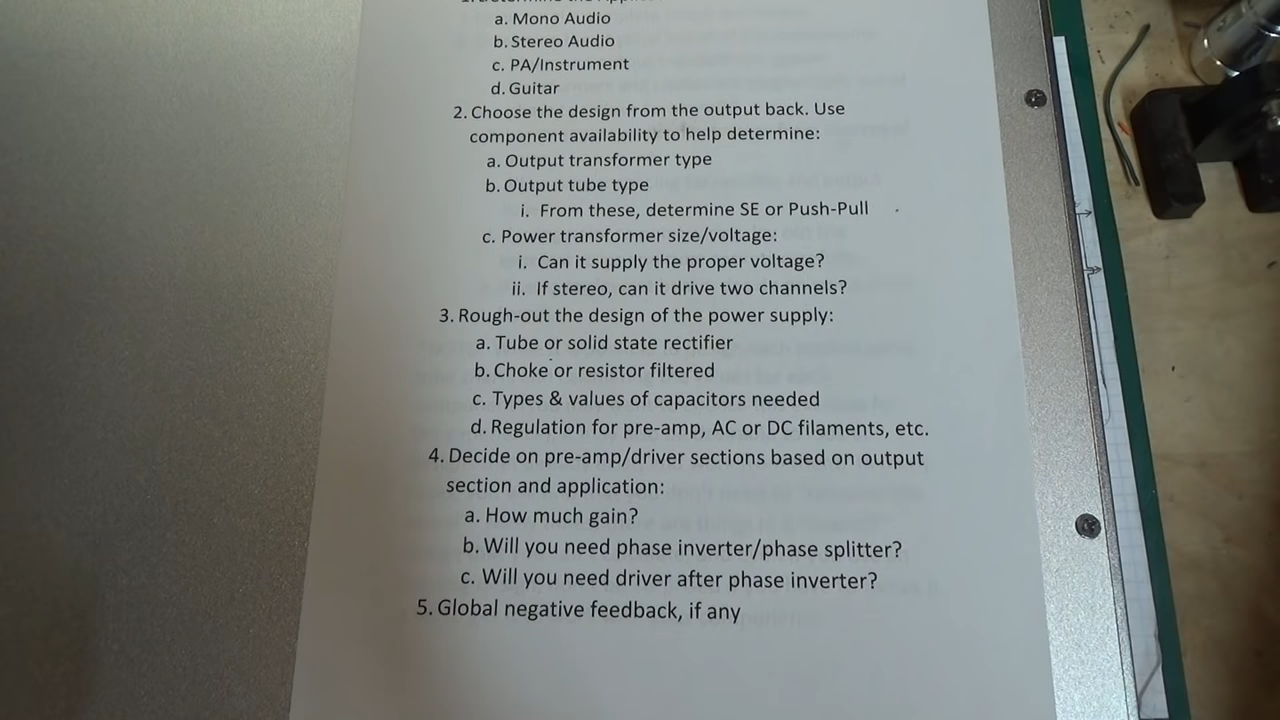 a. Mono Audio
b. Stereo Audio
c. PA/Instrument
d. Guitar
2. Choose the design from the output back. Use
component availability to help determine:
a. Output transformer type
b. Output tube type
i. From these, determine SE or Push-Pull
c. Power transformer size/voltage:
i. Can it supply the proper voltage?
ii. If stereo, can it drive two channels?
3. Rough-out the design of the power supply:
a. Tube or solid state rectifier
b. Choke or resistor filtered
c. Types & values of capacitors needed
d. Regulation for pre-amp, AC or DC filaments, etc.
4. Decide on pre-amp/driver sections based on output
section and application:
a. How much gain?
b. Will you need phase inverter/phase splitter?
c. Will you need driver after phase inverter?
5. Global negative feedback, if any